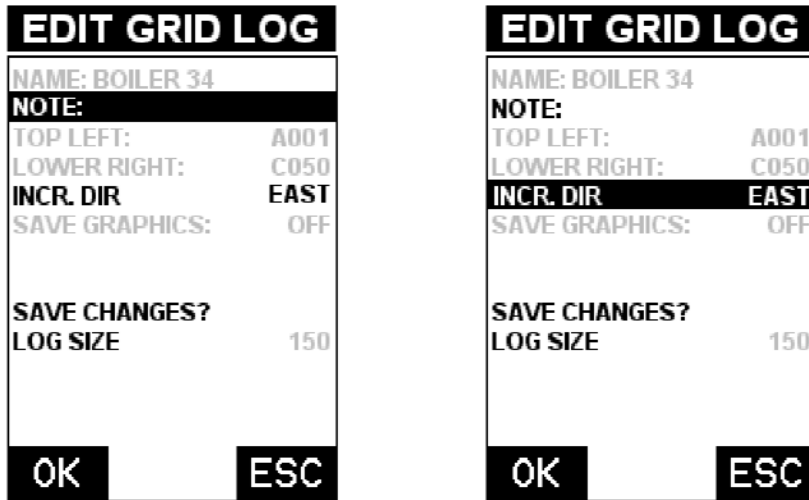 EDIT GRID LOG
NAME: BOILER 34
NOTE:
TOP LEFT: A001
LOWER RIGHT: C050
INCR. DIR EAST
SAVE GRAPHICS: OFF
SAVE CHANGES?
LOG SIZE 150
OK ESC
EDIT GRID LOG
NAME: BOILER 34
NOTE:
TOP LEFT: A001
LOWER RIGHT: C050
INCR. DIR EAST
SAVE GRAPHICS: OFF
SAVE CHANGES?
LOG SIZE 150
OK ESC